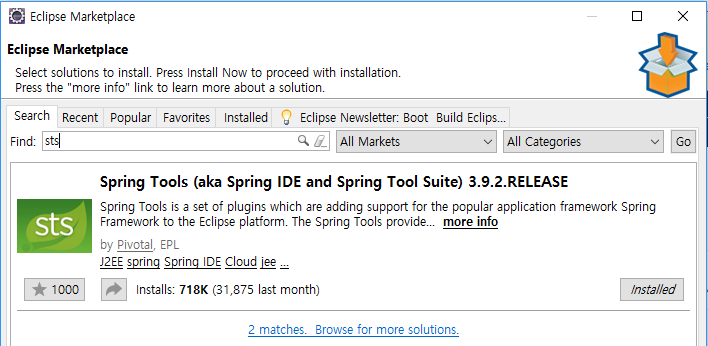 Eclipse Marketplace
Eclipse Marketplace
Select solutions to install. Press Install Now to proceed with installation.
Press the "more info" link to learn more about a solution.
Search Recent Popular Favorites Installed Eclipse Newsletter: Boot Build Eclips...
Find: sts All Markets All Categories Go
Spring Tools (aka Spring IDE and Spring Tool Suite) 3.9.2.RELEASE
sts
Spring Tools is a set of plugins which are adding support for the popular application framework Spring
Framework to the Eclipse platform. The Spring Tools provide... more info
by Pivotal, EPL
J2EE spring Spring IDE Cloud jee ...
1000 Installs: 718K (31,875 last month) Installed
2 matches. Browse for more solutions.